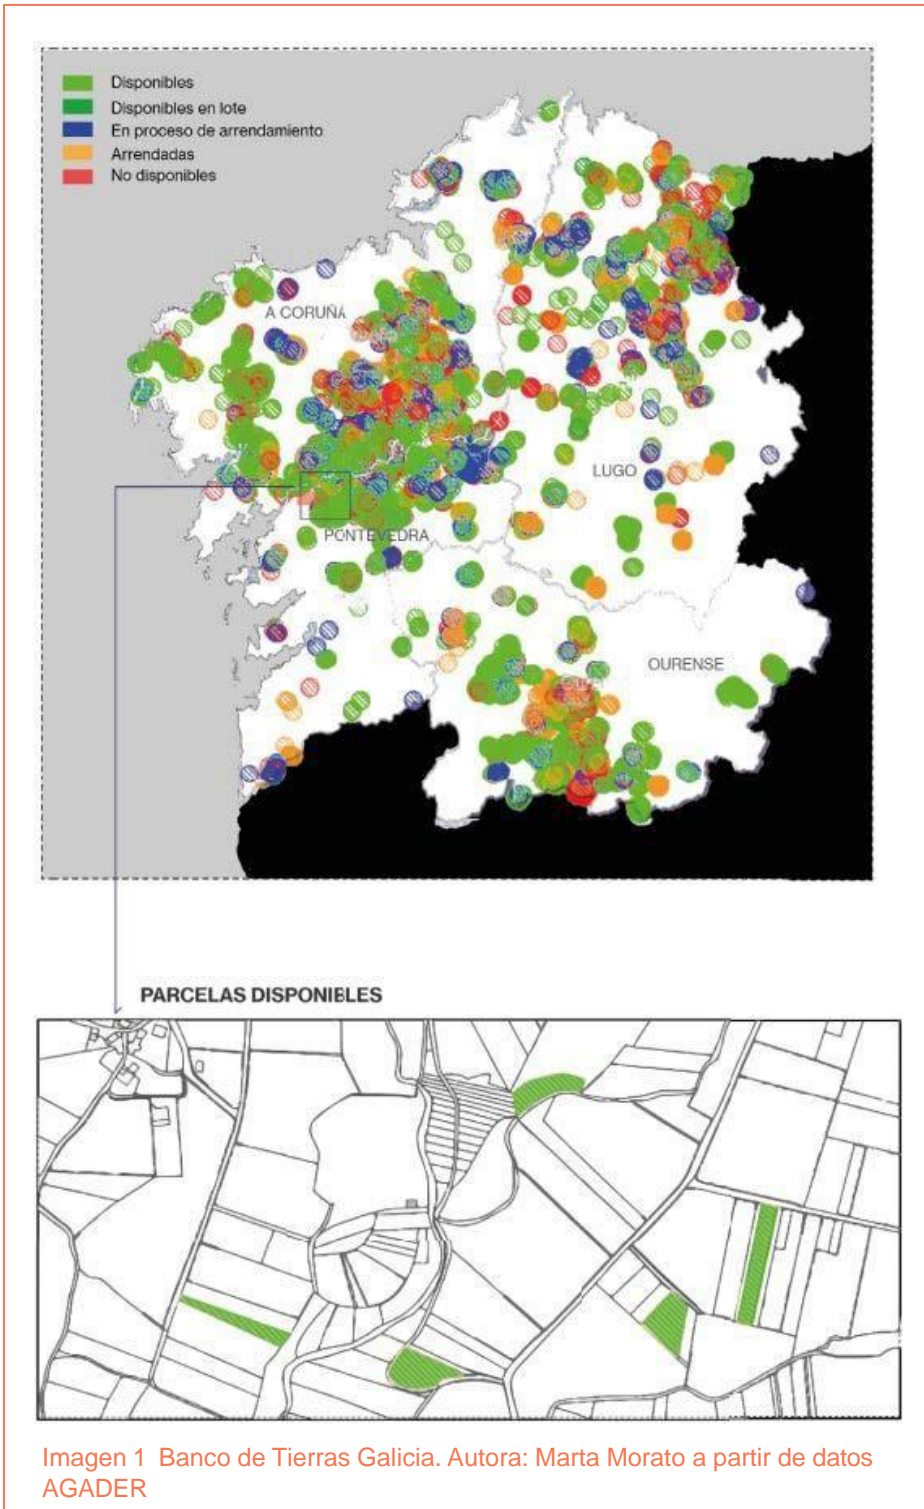 Disponibles
Disponibles en lote
En proceso de arrendamiento
Arrendadas
No disponibles
A CORUÑA
LUGO
PONTEVEDRA
OURENSE
PARCELAS DISPONIBLES
Imagen 1 Banco de Tierras Galicia. Autora: Marta Morato a partir de datos
AGADER